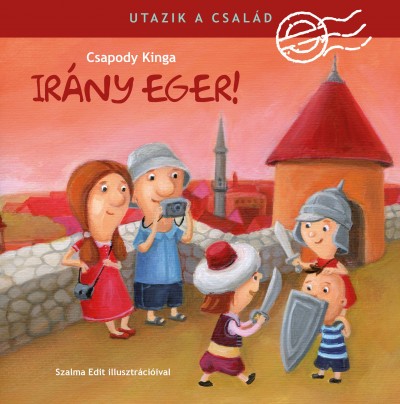 UTAZIK A CSALÁD
Csapody Kinga
IRÁNY EGER!
Szalma Edit illusztrációival